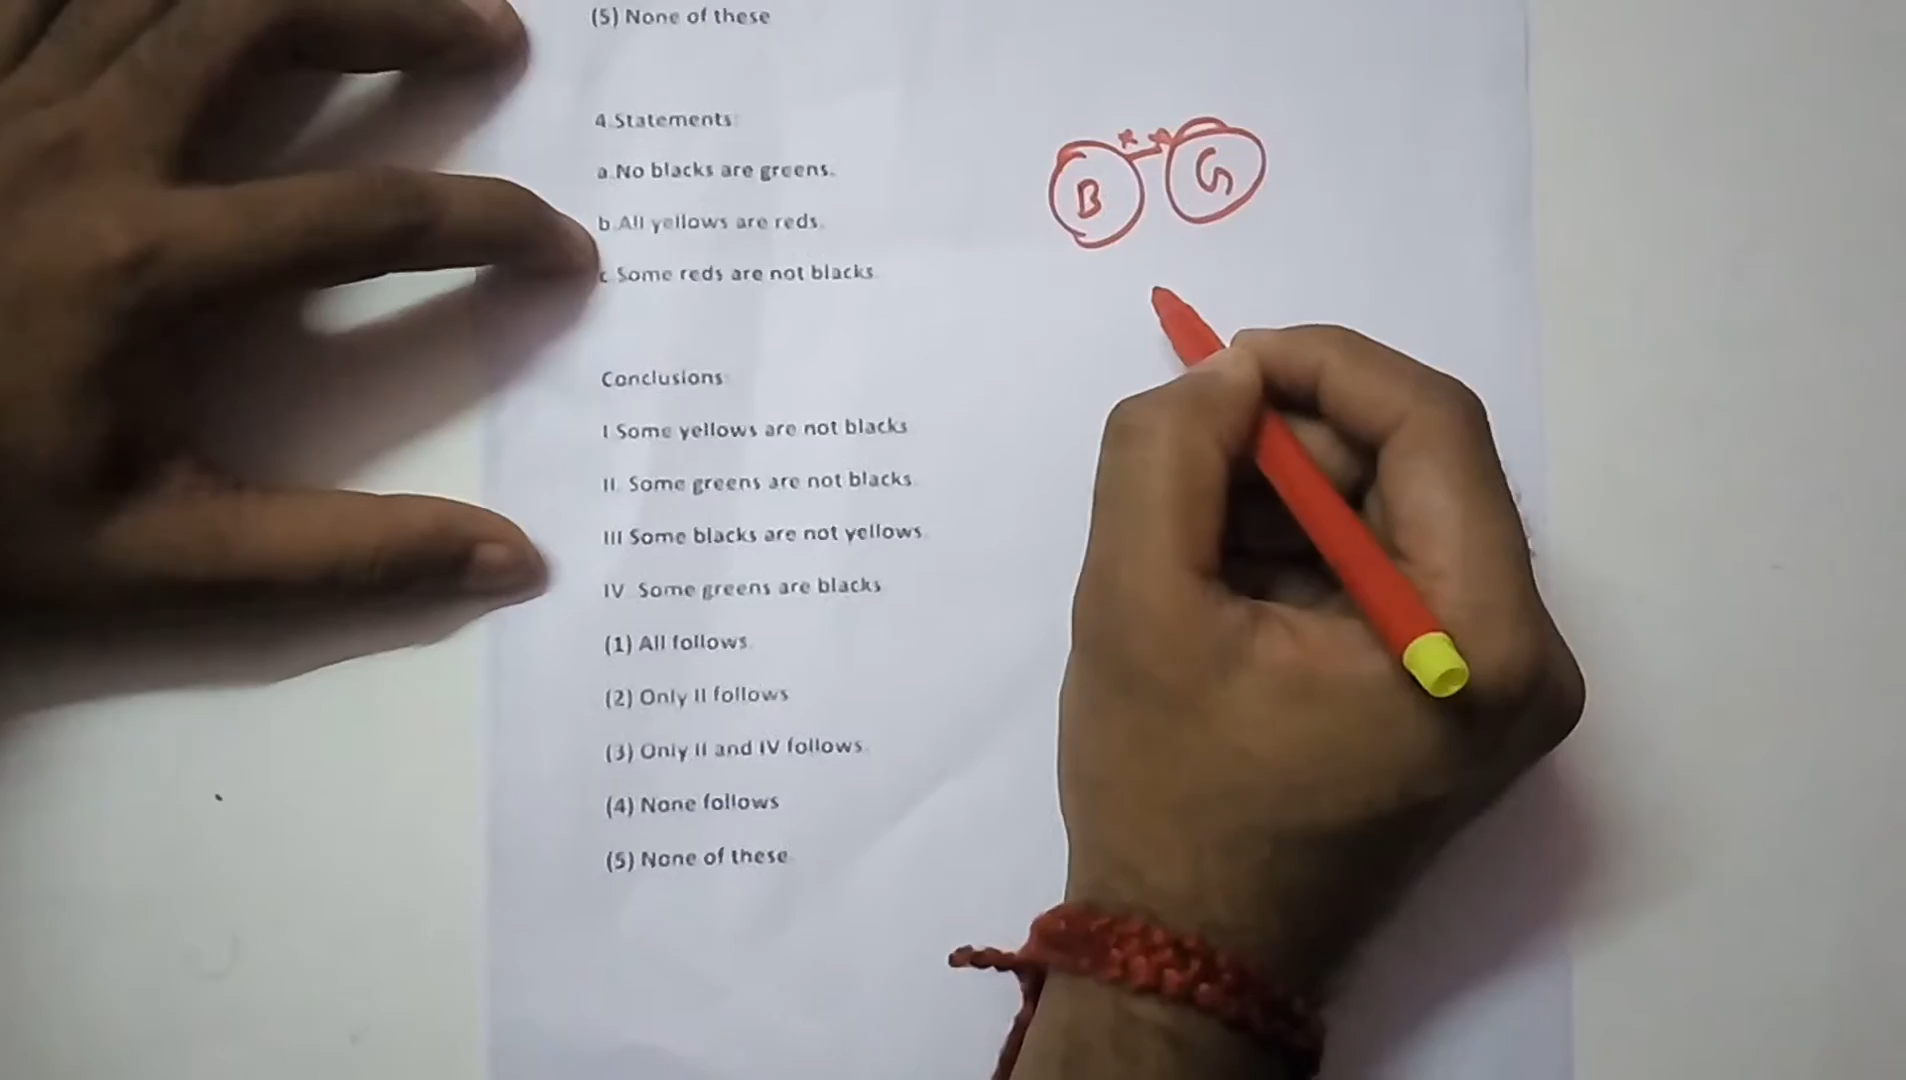 (5) None of these
4.Statements:
a.No blacks are greens.
B
G
b.All yellows are reds.
c.Some reds are not blacks.
Conclusions:
I.Some yellows are not blacks
II. Some greens are not blacks.
III Some blacks are not yellows.
IV. Some greens are blacks
(1) All follows.
(2) Only II follows
(3) Only II and IV follows.
(4) None follows
(5) None of these